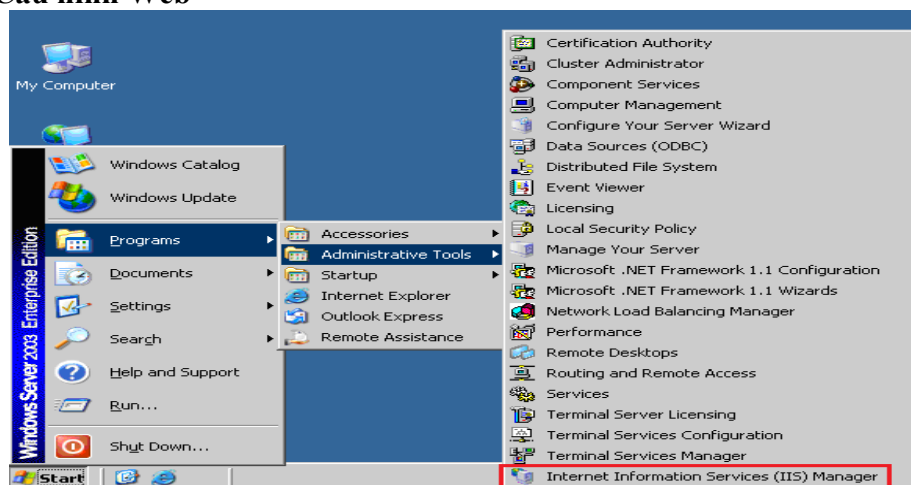 My Computer
Windows Catalog
Windows Update
Programs
Documents
Settings
Search
Help and Support
Run...
Shut Down...
Windows Server 2003 Enterprise Edition
Start
Accessories
Administrative Tools
Startup
Internet Explorer
Outlook Express
Remote Assistance
Certification Authority
Cluster Administrator
Component Services
Computer Management
Configure Your Server Wizard
Data Sources (ODBC)
Distributed File System
Event Viewer
Licensing
Local Security Policy
Manage Your Server
Microsoft .NET Framework 1.1 Configuration
Microsoft .NET Framework 1.1 Wizards
Network Load Balancing Manager
Performance
Remote Desktops
Routing and Remote Access
Services
Terminal Server Licensing
Terminal Services Configuration
Terminal Services Manager
Internet Information Services (IIS) Manager